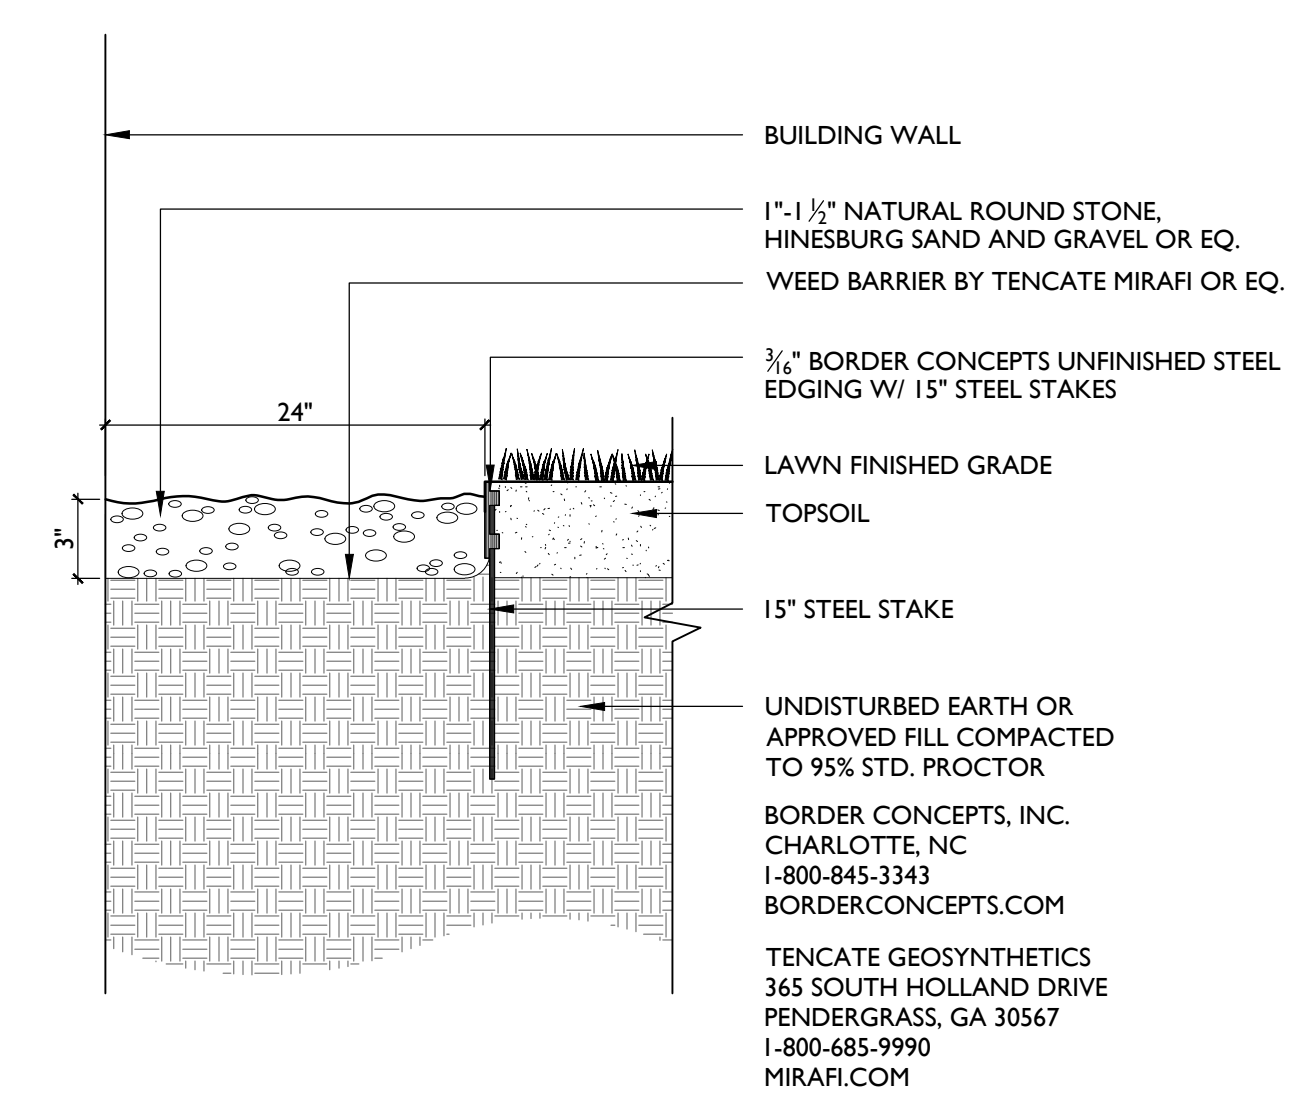 BUILDING WALL
1"-1 ½" NATURAL ROUND STONE,
HINESBURG SAND AND GRAVEL OR EQ.
WEED BARRIER BY TENCATE MIRAFI OR EQ.
3⁄16" BORDER CONCEPTS UNFINISHED STEEL
EDGING W/ 15" STEEL STAKES
24"
LAWN FINISHED GRADE
TOPSOIL
3"
15" STEEL STAKE
UNDISTURBED EARTH OR
APPROVED FILL COMPACTED
TO 95% STD. PROCTOR
BORDER CONCEPTS, INC.
CHARLOTTE, NC
1-800-845-3343
BORDERCONCEPTS.COM
TENCATE GEOSYNTHETICS
365 SOUTH HOLLAND DRIVE
PENDERGRASS, GA 30567
1-800-685-9990
MIRAFI.COM